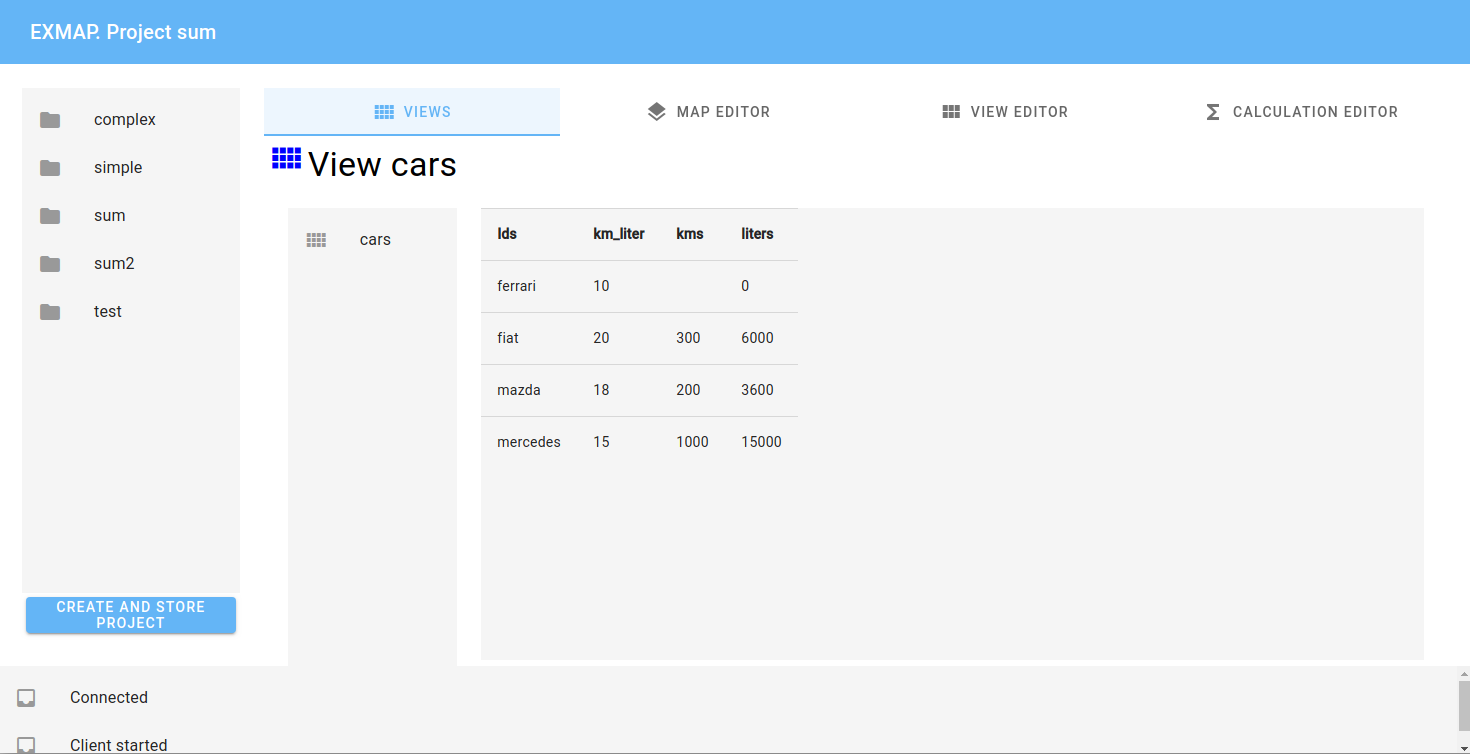 EXMAP. Project sum
complex
simple
sum
sum2
test
CREATE AND STORE
PROJECT
VIEWS
MAP EDITOR
VIEW EDITOR
CALCULATION EDITOR
View cars
cars
Ids km_liter kms liters
ferrari 10 0
fiat 20 300 6000
mazda 18 200 3600
mercedes 15 1000 15000
Connected
Client started